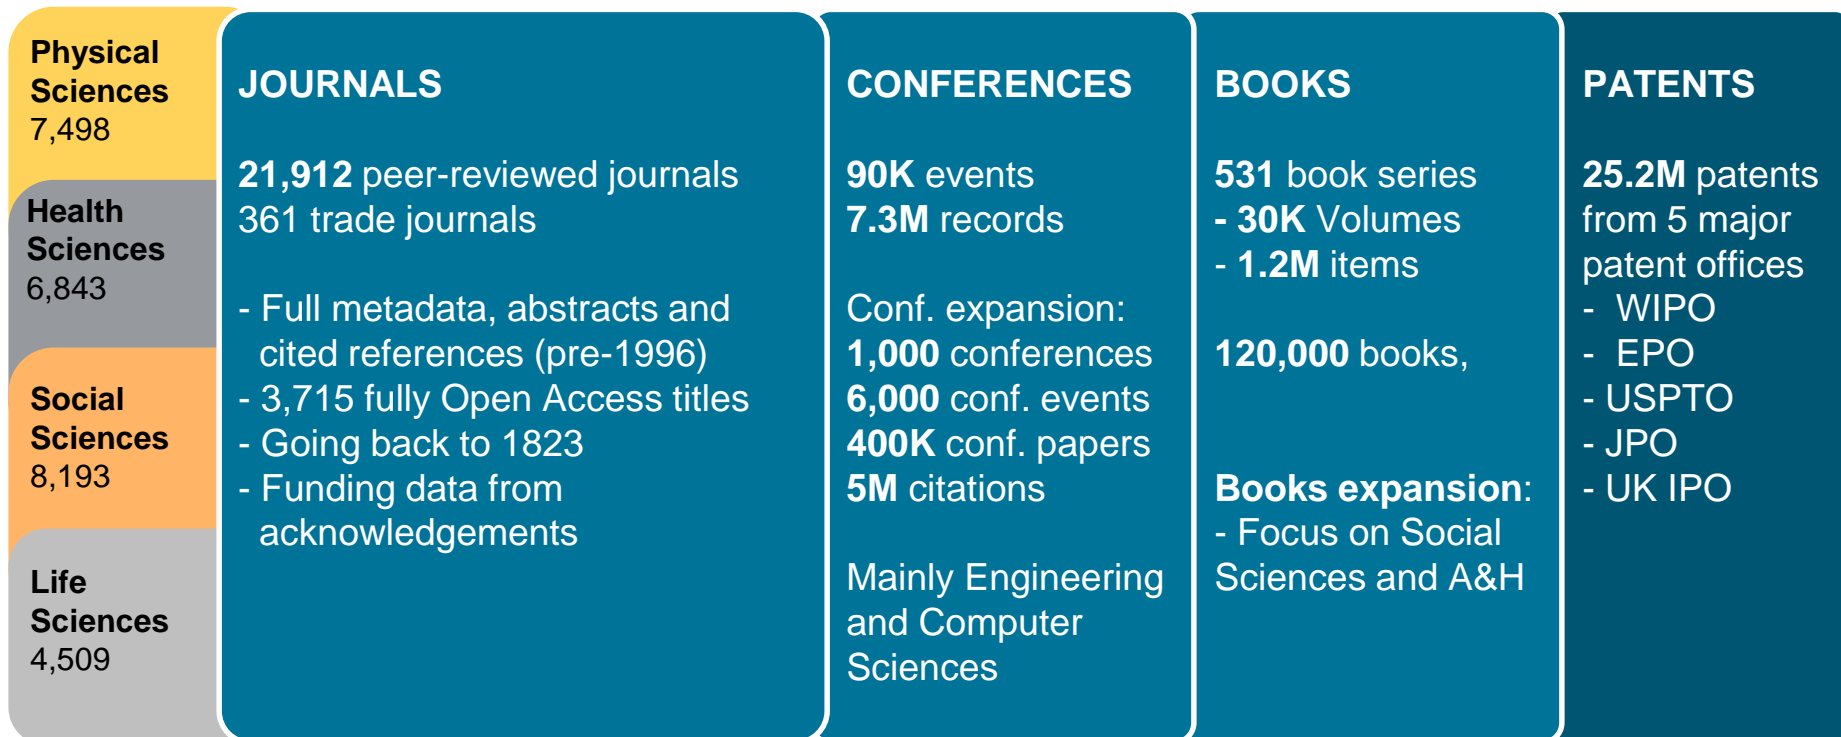 Physical
Sciences
7,498
Health
Sciences
6,843
Social
Sciences
8,193
Life
Sciences
4,509
JOURNALS
21,912 peer-reviewed journals
361 trade journals
- Full metadata, abstracts and
cited references (pre-1996)
- 3,715 fully Open Access titles
- Going back to 1823
- Funding data from
acknowledgements
CONFERENCES
90K events
7.3M records
Conf. expansion:
1,000 conferences
6,000 conf. events
400K conf. papers
5M citations
Mainly Engineering
and Computer
Sciences
BOOKS
531 book series
- 30K Volumes
- 1.2M items
120,000 books,
Books expansion:
- Focus on Social
Sciences and A&H
PATENTS
25.2M patents
from 5 major
patent offices
- WIPO
- EPO
- USPTO
- JPO
- UK IPO